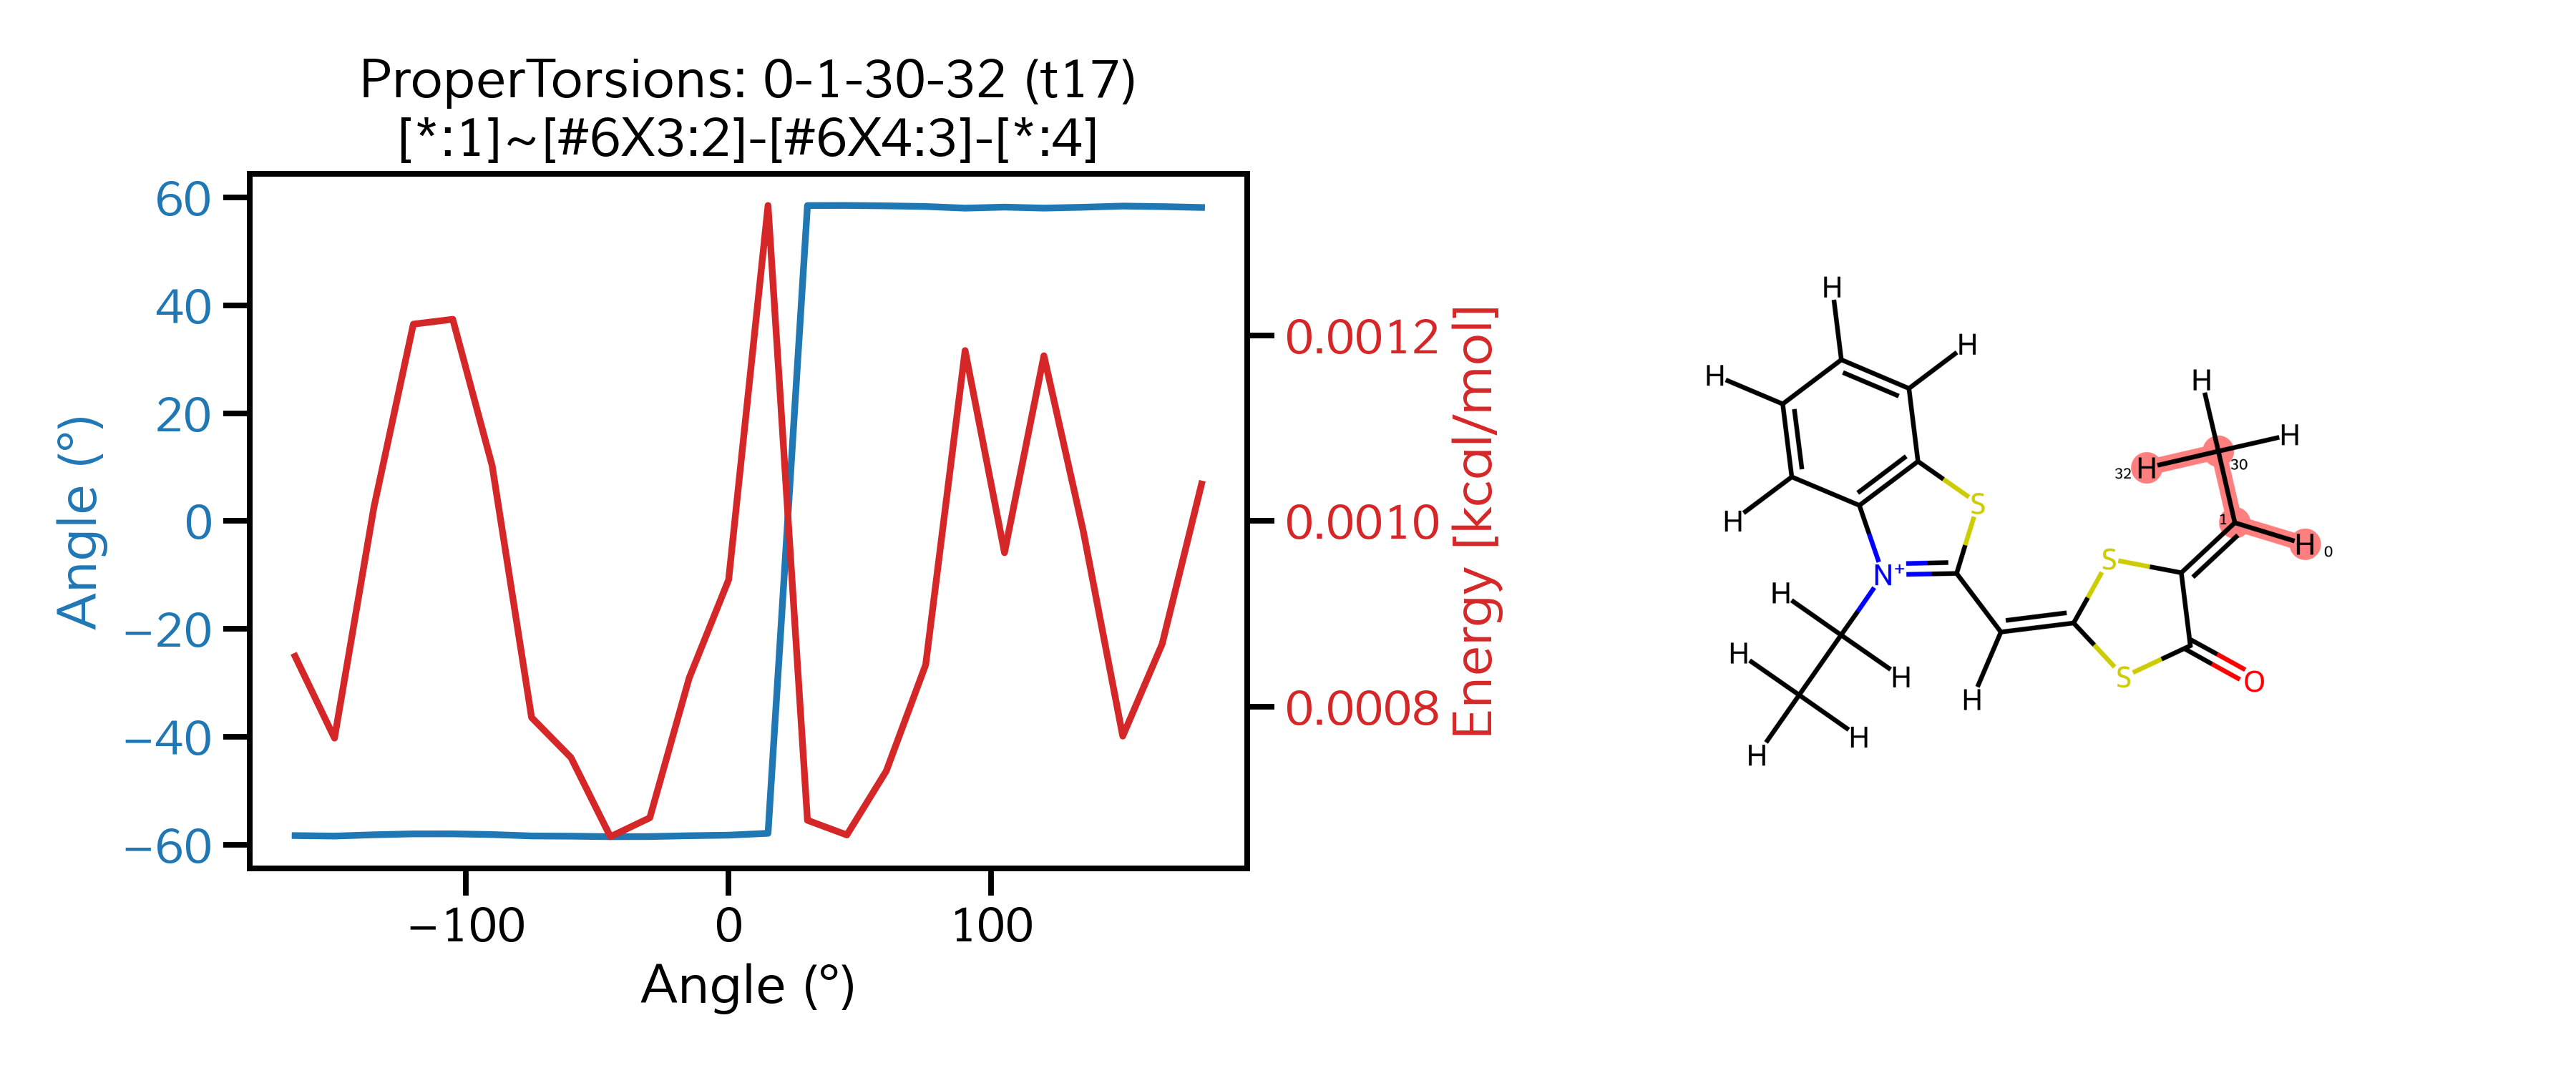 ProperTorsions: 0-1-30-32 (t17)
[*:1]~[#6X3:2]-[#6X4:3]-[*:4]
60
40
20
0
−20
−40
−60
Angle (°)
−100
0
100
Angle (°)
0.0012
0.0010
0.0008
Energy [kcal/mol]
H
H
H
H
H
H
32 H
30
H
S
1
H 0
S
N+
H
H
H
S
O
H
H
H